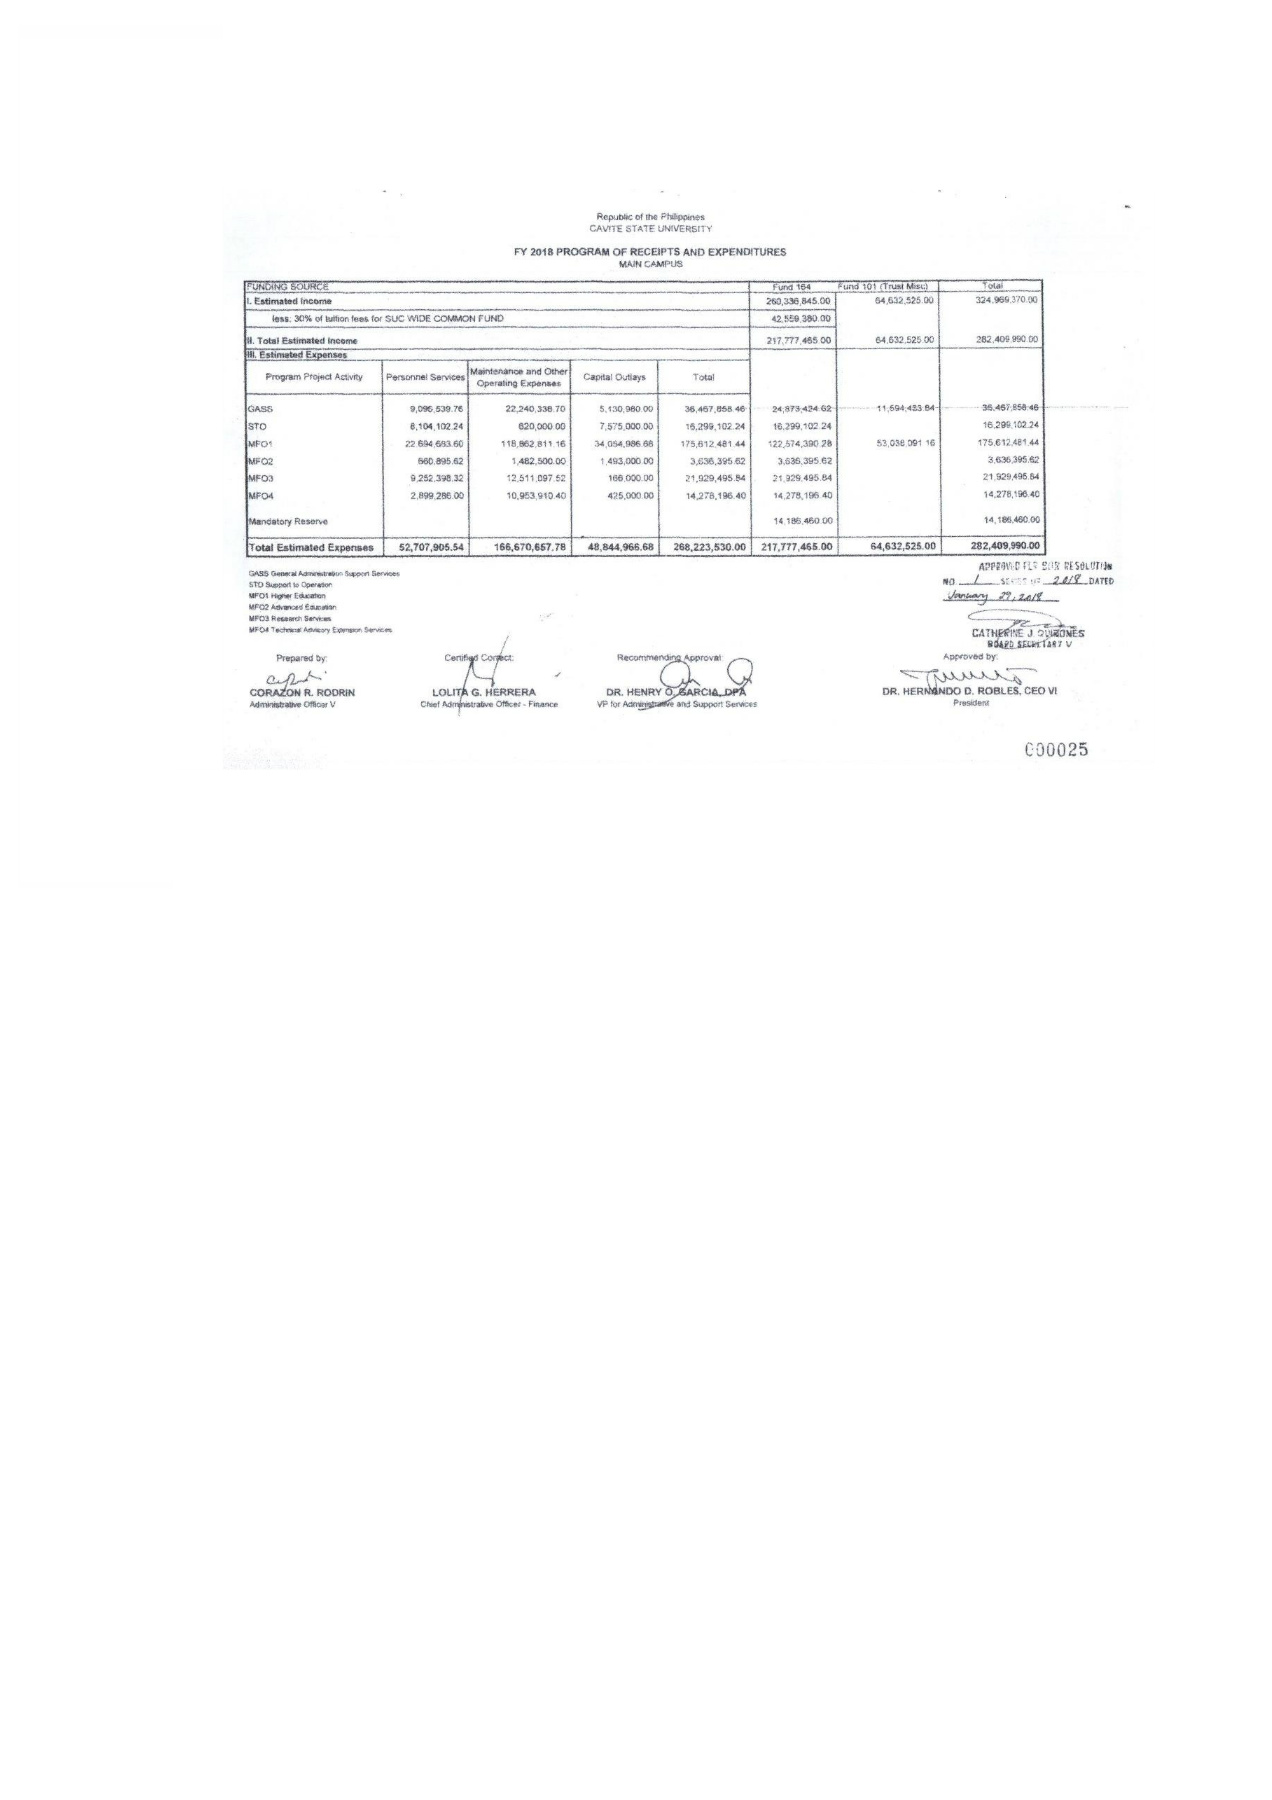 Republic of the Philippines
CAVITE STATE UNIVERSITY
FY 2018 PROGRAM OF RECEIPTS AND EXPENDITURES
MAIN CAMPUS
FUNDING SOURCE Fund 164 Fund 101 (Trust Misc) Total
I. Estimated Income 260,336,845.00 64,632,525.00 324,969,370.00
less: 30% of tuition fees for SUC WIDE COMMON FUND 42,559,380.00
II. Total Estimated Income 217,777,465.00 64,632,525.00 282,409,990.00
III. Estimated Expenses
Program Project Activity Personnel Services Maintenance and Other Operating Expenses Capital Outlays Total
GASS 9,096,539.76 22,240,338.70 5,130,980.00 36,467,858.46 24,873,424.62 11,594,433.84 36,467,858.46
STO 8,104,102.24 620,000.00 7,575,000.00 16,299,102.24 16,299,102.24 16,299,102.24
MFO1 22,694,683.60 118,862,811.16 34,054,986.68 175,612,481.44 122,574,390.28 53,038,091.16 175,612,481.44
MFO2 660,895.62 1,482,500.00 1,493,000.00 3,636,395.62 3,636,395.62 3,636,395.62
MFO3 9,252,398.32 12,511,097.52 166,000.00 21,929,495.84 21,929,495.84 21,929,495.84
MFO4 2,899,286.00 10,953,910.40 425,000.00 14,278,196.40 14,278,196.40 14,278,196.40
Mandatory Reserve 14,186,460.00 14,186,460.00
Total Estimated Expenses 52,707,905.54 166,670,657.78 48,844,966.68 268,223,530.00 217,777,465.00 64,632,525.00 282,409,990.00
APPROVED PER BOR RESOLUTION
NO 1 SERIES OF 2018 DATED
January 29, 2018
GASS General Administration Support Services
STO Support to Operation
MFO1 Higher Education
MFO2 Advanced Education
MFO3 Research Services
MFO4 Technical Advisory Extension Services
CATHERINE J. QUIÑONES
BOARD SECRETARY V
Prepared by: Certified Correct: Recommending Approval: Approved by:
CORAZON R. RODRIN LOLITA G. HERRERA DR. HENRY O. GARCIA, DPA DR. HERNANDO D. ROBLES, CEO VI
Administrative Officer V Chief Administrative Officer - Finance VP for Administrative and Support Services President
000025